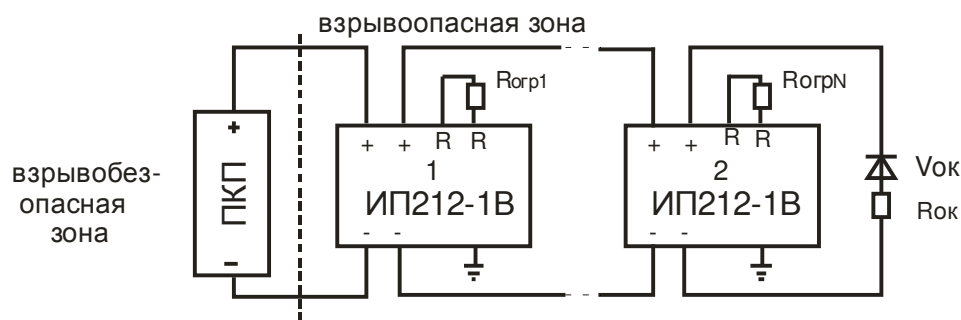 взрывоопасная зона
Rогр1
RогрN
+
ПКП
–
+ + R R
1
ИП212-1В
- -
+ + R R
2
ИП212-1В
- -
взрывобез-
опасная
зона
Vок
Rок